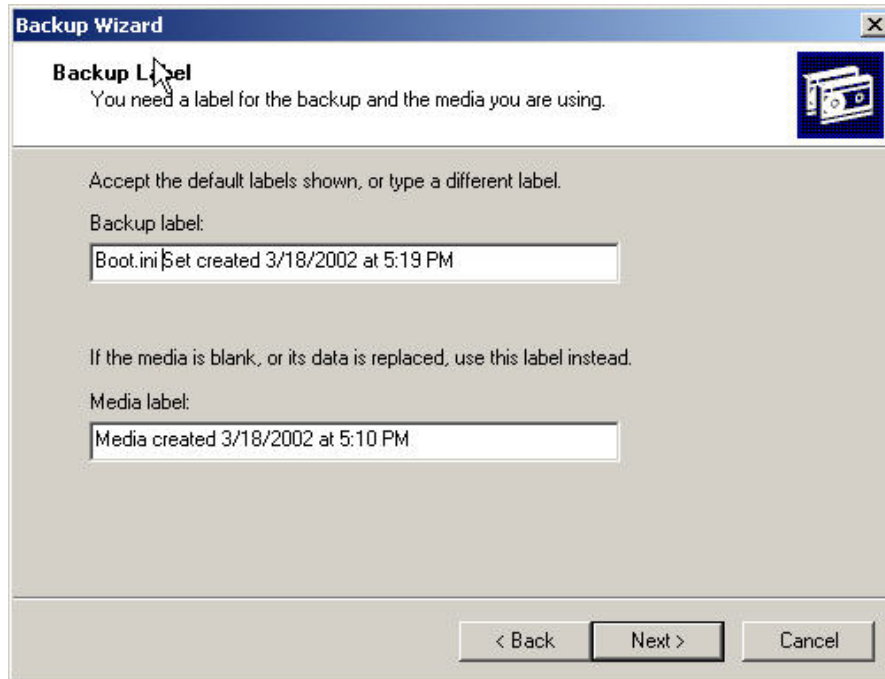 Backup Wizard
Backup Label
You need a label for the backup and the media you are using.
Accept the default labels shown, or type a different label.
Backup label:
Boot.ini Set created 3/18/2002 at 5:19 PM
If the media is blank, or its data is replaced, use this label instead.
Media label:
Media created 3/18/2002 at 5:10 PM
< Back Next > Cancel